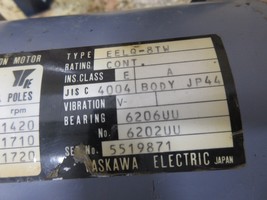 ON MOTOR
TYPE EELQ-8TW
RATING CONT.
INS.CLASS E A
JISC 4004 BODY JP44
POLES
VIBRATION V-
rpm
BEARING 6206UU
1420
No. 6202UU
1710
SER.No. 5519871
1720
ASKAWA ELECTRIC JAPAN